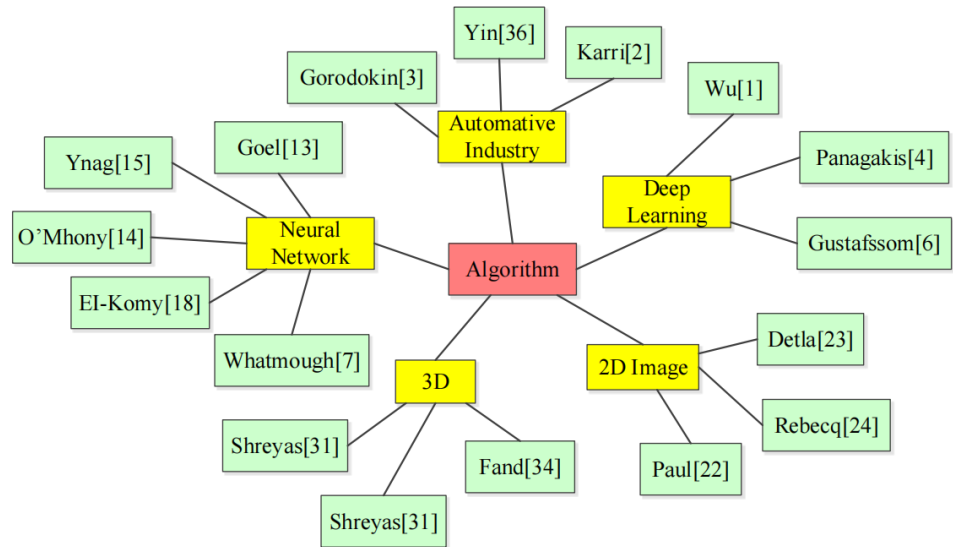 Yin[36]
Karri[2]
Gorodokin[3]
Wu[1]
Automative
Industry
Goel[13]
Ynag[15]
Panagakis[4]
Deep
Learning
O’Mhony[14]
Neural
Network
Gustafssom[6]
Algorithm
EI-Komy[18]
Detla[23]
Whatmough[7]
2D Image
3D
Rebecq[24]
Shreyas[31]
Fand[34]
Paul[22]
Shreyas[31]